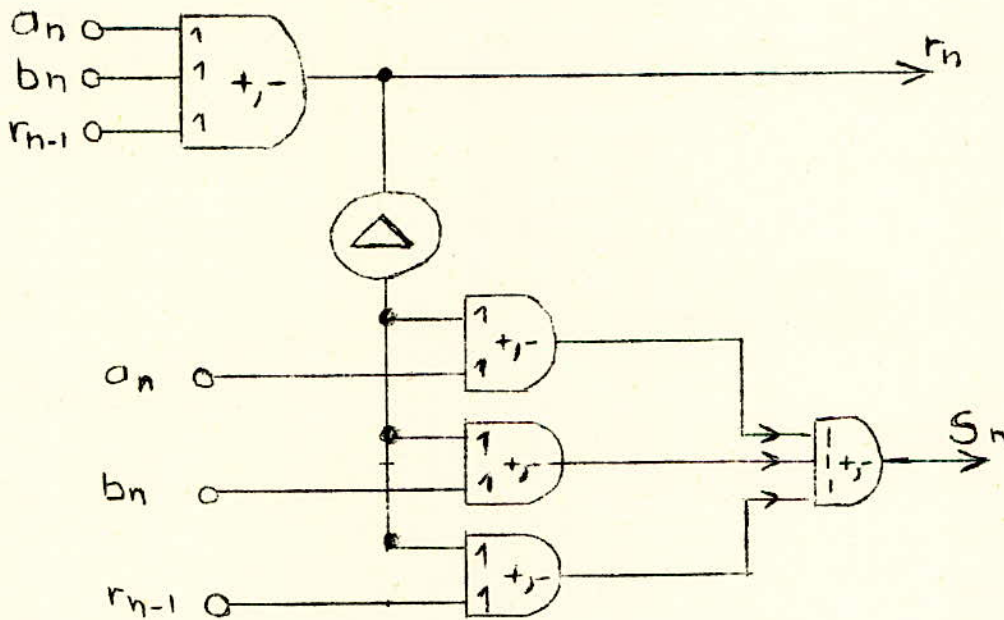 aₙ 1
bₙ 1 +,- rₙ
rₙ₋₁ 1
Δ
1 +,-
aₙ 1
1 +,- 1 Sₙ
bₙ 1 1 +,-
1 +,- 1
rₙ₋₁ 1